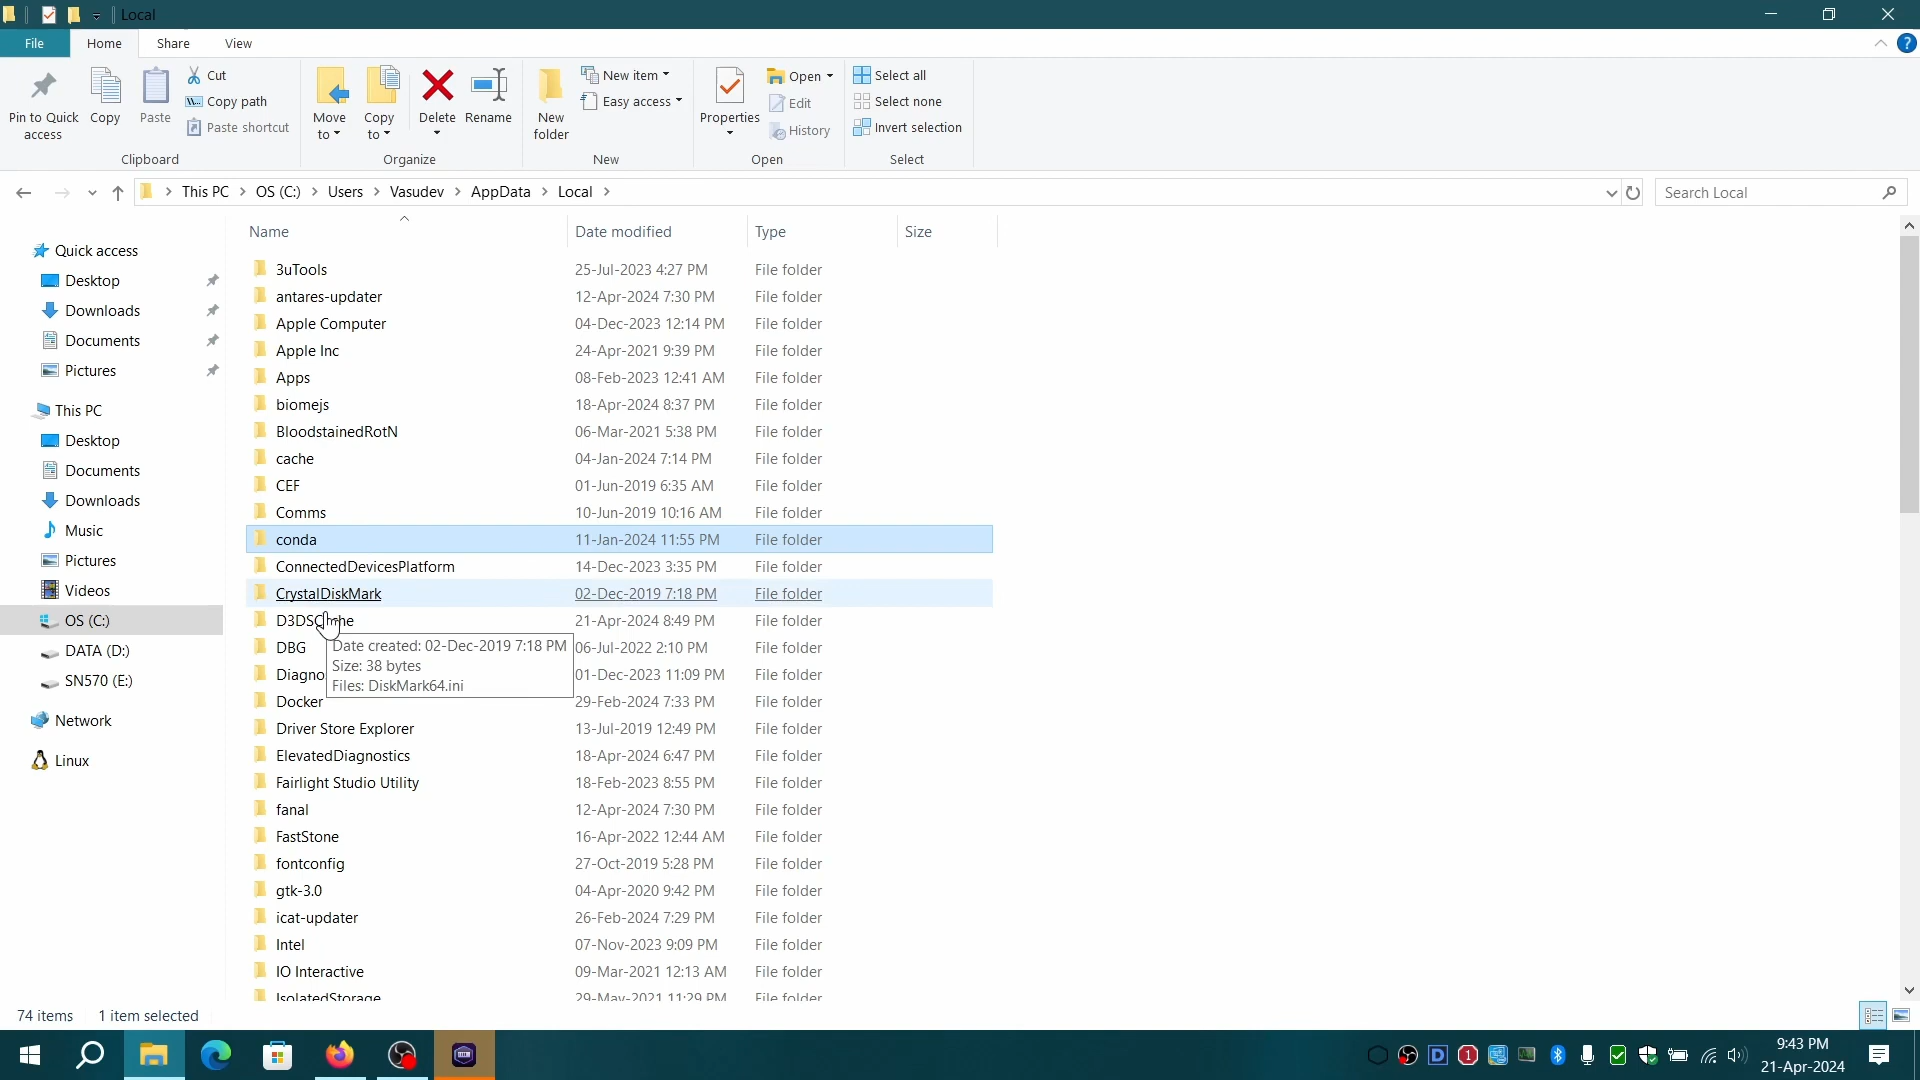 Local
File
Home
Share
View
?
Pin to Quick access
Copy
Paste
Cut
Copy path
Paste shortcut
Clipboard
Move to
Copy to
Delete
Rename
Organize
New folder
New item
Easy access
New
Properties
Open
Edit
History
Open
Select all
Select none
Invert selection
Select
This PC > OS (C:) > Users > Vasudev > AppData > Local >
Search Local
Quick access
Desktop
Downloads
Documents
Pictures
This PC
Desktop
Documents
Downloads
Music
Pictures
Videos
OS (C:)
DATA (D:)
SN570 (E:)
Network
Linux
Name Date modified Type Size
3uTools 25-Jul-2023 4:27 PM File folder
antares-updater 12-Apr-2024 7:30 PM File folder
Apple Computer 04-Dec-2023 12:14 PM File folder
Apple Inc 24-Apr-2021 9:39 PM File folder
Apps 08-Feb-2023 12:41 AM File folder
biomejs 18-Apr-2024 8:37 PM File folder
BloodstainedRotN 06-Mar-2021 5:38 PM File folder
cache 04-Jan-2024 7:14 PM File folder
CEF 01-Jun-2019 6:35 AM File folder
Comms 10-Jun-2019 10:16 AM File folder
conda 11-Jan-2024 11:55 PM File folder
ConnectedDevicesPlatform 14-Dec-2023 3:35 PM File folder
CrystalDiskMark 02-Dec-2019 7:18 PM File folder
D3DSCache 21-Apr-2024 8:49 PM File folder
DBG 06-Jul-2022 2:10 PM File folder
Diagno 01-Dec-2023 11:09 PM File folder
Docker 29-Feb-2024 7:33 PM File folder
Driver Store Explorer 13-Jul-2019 12:49 PM File folder
ElevatedDiagnostics 18-Apr-2024 6:47 PM File folder
Fairlight Studio Utility 18-Feb-2023 8:55 PM File folder
fanal 12-Apr-2024 7:30 PM File folder
FastStone 16-Apr-2022 12:44 AM File folder
fontconfig 27-Oct-2019 5:28 PM File folder
gtk-3.0 04-Apr-2020 9:42 PM File folder
icat-updater 26-Feb-2024 7:29 PM File folder
Intel 07-Nov-2023 9:09 PM File folder
IO Interactive 09-Mar-2021 12:13 AM File folder
IsolatedStorage 29-May-2021 11:29 PM File folder
Date created: 02-Dec-2019 7:18 PM
Size: 38 bytes
Files: DiskMark64.ini
74 items 1 item selected
9:43 PM
21-Apr-2024